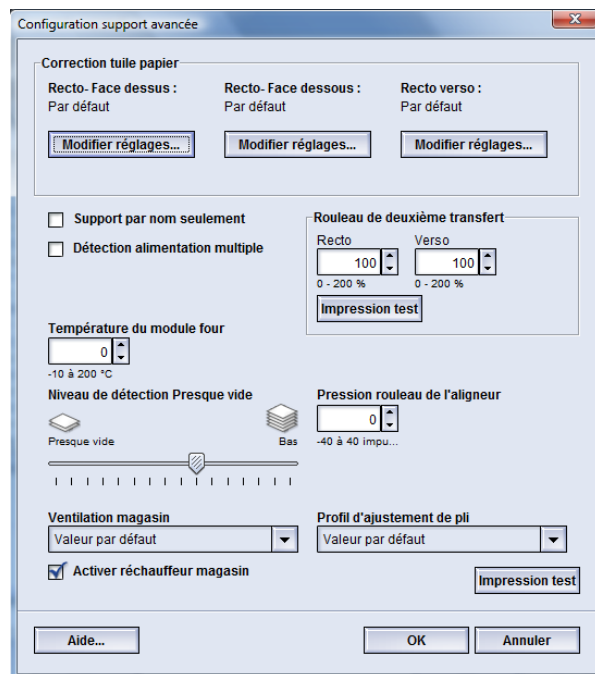 Configuration support avancée
Correction tuile papier
Recto- Face dessus :
Recto- Face dessous :
Recto verso :
Par défaut
Par défaut
Par défaut
Modifier réglages...
Modifier réglages...
Modifier réglages...
Support par nom seulement
Détection alimentation multiple
Rouleau de deuxième transfert
Recto
Verso
100
100
0 - 200 %
0 - 200 %
Impression test
Température du module four
0
-10 à 200 °C
Niveau de détection Presque vide
Presque vide
Bas
Pression rouleau de l'aligneur
0
-40 à 40 impu...
Ventilation magasin
Valeur par défaut
Profil d'ajustement de pli
Valeur par défaut
Activer réchauffeur magasin
Impression test
Aide...
OK
Annuler